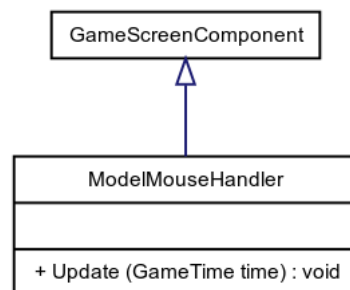 GameScreenComponent
ModelMouseHandler
+ Update (GameTime time) : void